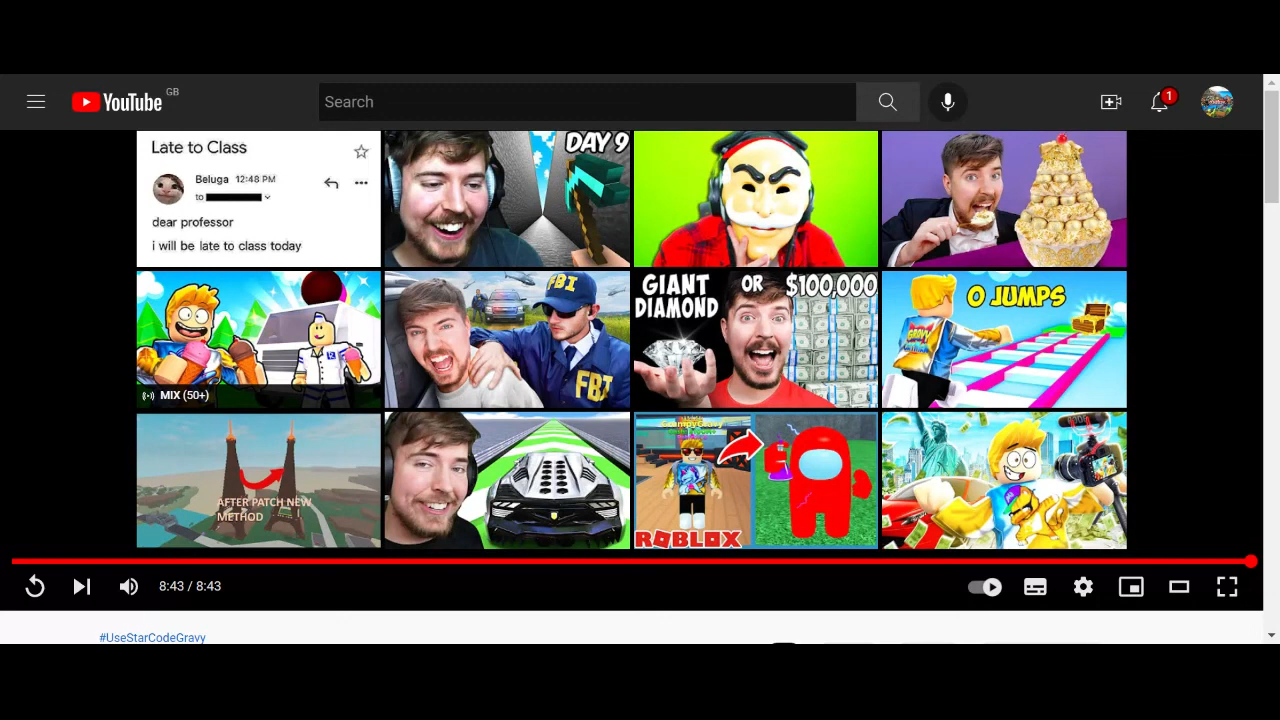 YouTube GB
Search
1
Late to Class
Beluga 12:48 PM
to
dear professor
i will be late to class today
DAY 9
MIX (50+)
FBI
FBI
GIANT DIAMOND OR $100,000
0 JUMPS
GRAVY
AFTER PATCH NEW
METHOD
GrumpyGravy
ROBLOX
8:43 / 8:43
#UseStarCodeGravy